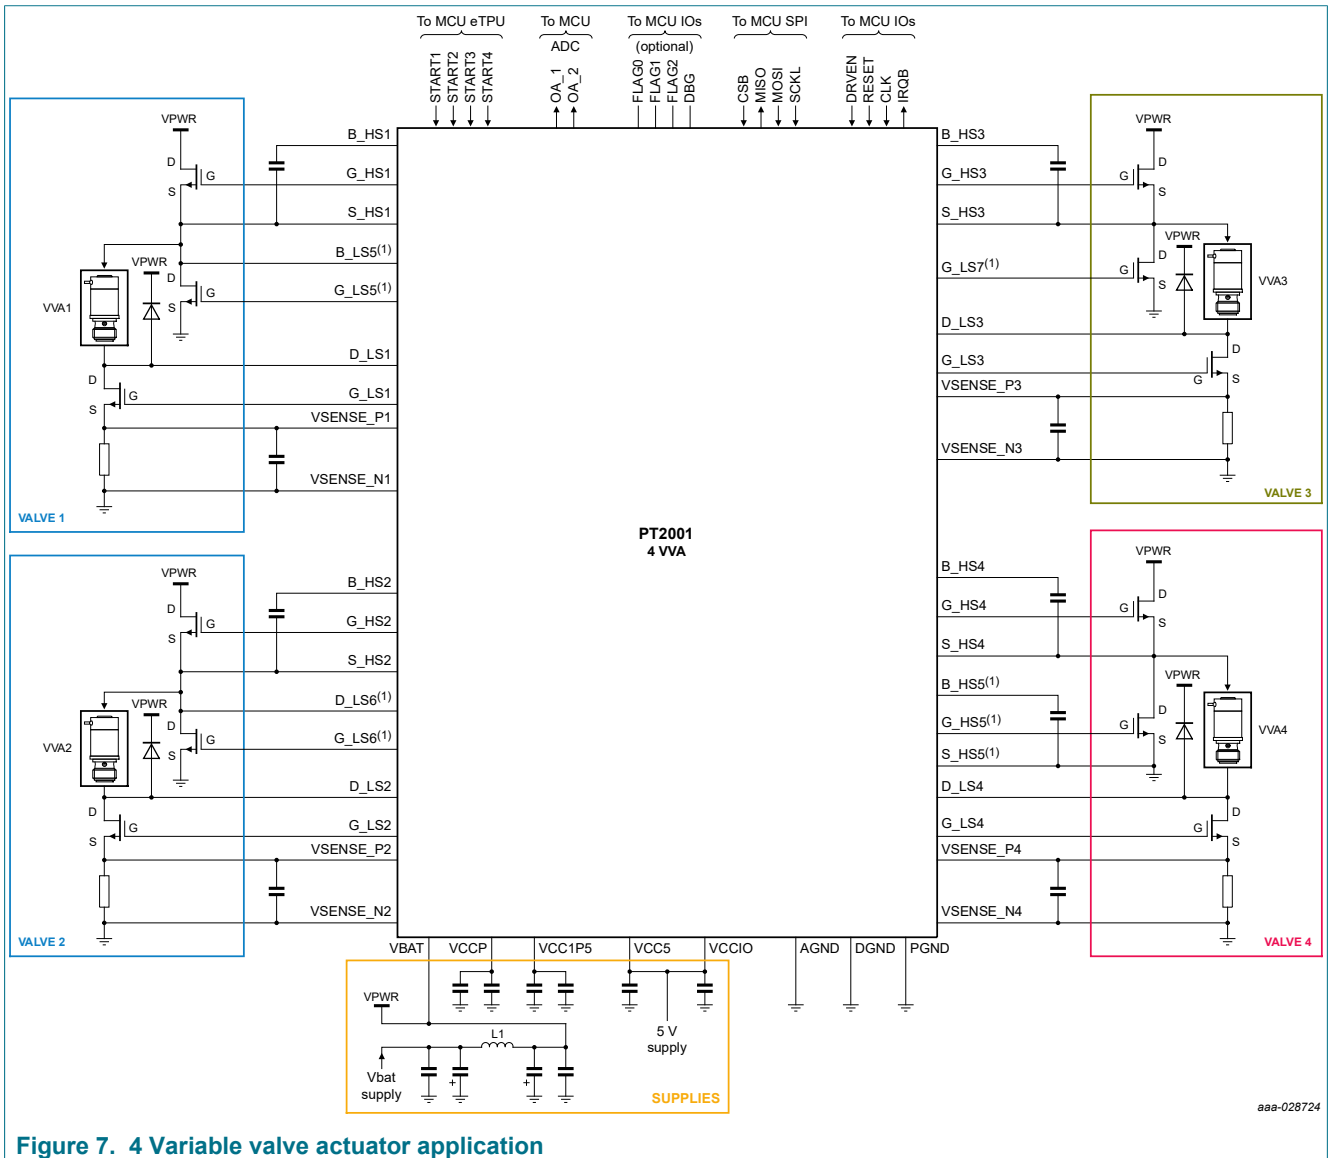 To MCU eTPU
To MCU
ADC
To MCU IOs
(optional)
To MCU SPI
To MCU IOs
START1
START2
START3
START4
OA_1
OA_2
FLAG0
FLAG1
FLAG2
DBG
CSB
MISO
MOSI
SCKL
DRVEN
RESET
CLK
IRQB
VPWR
D
G
S
VPWR
D
G
S
VVA1
D
G
S
VALVE 1
B_HS1
G_HS1
S_HS1
B_LS5(1)
G_LS5(1)
D_LS1
G_LS1
VSENSE_P1
VSENSE_N1
VPWR
D
G
S
VPWR
D
G
S
VVA2
D
G
S
VALVE 2
B_HS2
G_HS2
S_HS2
D_LS6(1)
G_LS6(1)
D_LS2
G_LS2
VSENSE_P2
VSENSE_N2
PT2001
4 VVA
B_HS3
G_HS3
S_HS3
G_LS7(1)
D_LS3
G_LS3
VSENSE_P3
VSENSE_N3
VPWR
D
G
S
VPWR
D
G
S
VVA3
D
G
S
VALVE 3
B_HS4
G_HS4
S_HS4
B_HS5(1)
G_HS5(1)
S_HS5(1)
D_LS4
G_LS4
VSENSE_P4
VSENSE_N4
VPWR
D
G
S
VPWR
D
G
S
VVA4
D
G
S
VALVE 4
VBAT
VCCP
VCC1P5
VCC5
VCCIO
AGND
DGND
PGND
VPWR
L1
Vbat
supply
+
+
5 V
supply
SUPPLIES
aaa-028724
Figure 7. 4 Variable valve actuator application